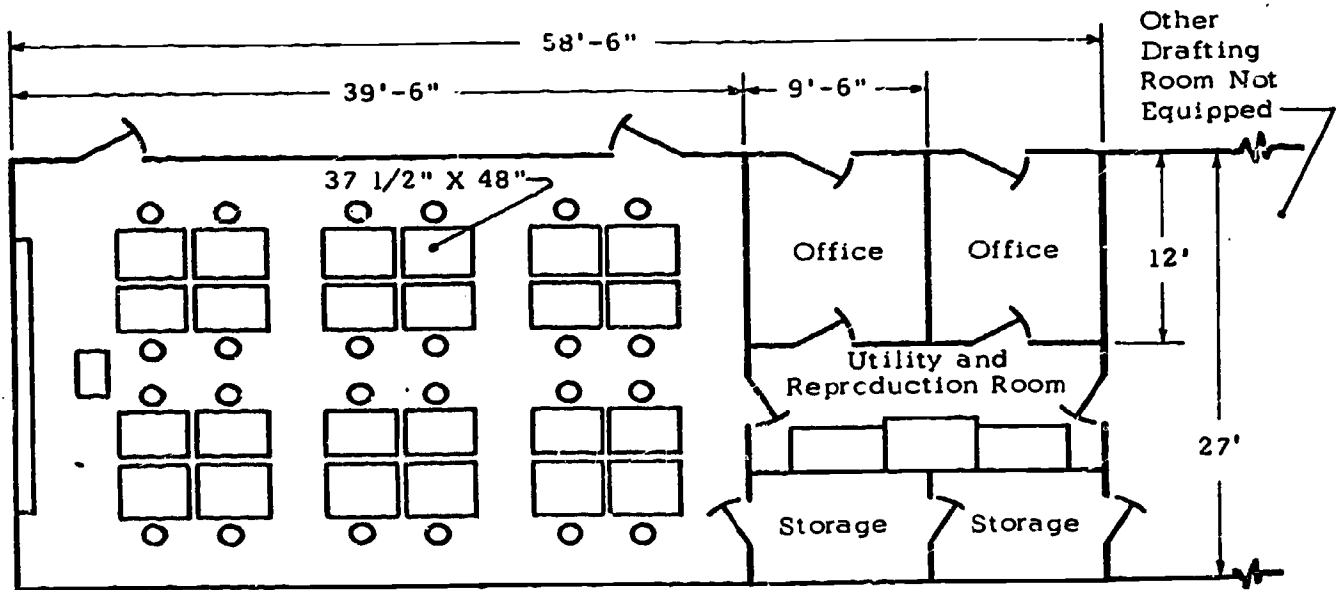 58'-6"
Other
Drafting
Room Not
Equipped
39'-6"
9'-6"
37 1/2" X 48"
Office
Office
12'
Utility and
Reprcduction Room
27'
Storage
Storage